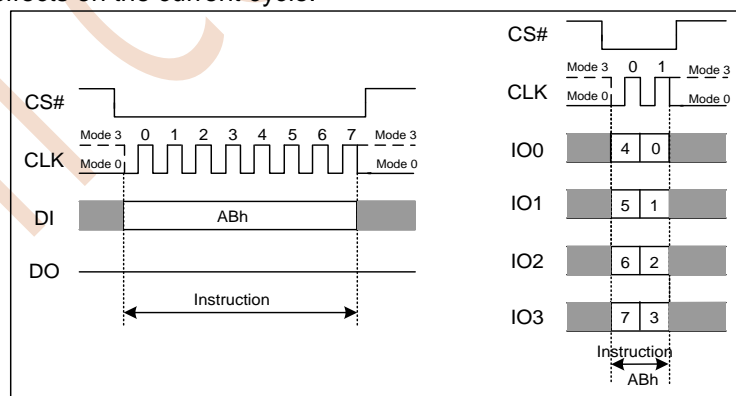 effects on the current cycle.
CS#
Mode 3 0 1 2 3 4 5 6 7 Mode 3
CLK Mode 0 Mode 0
DI ABh
DO
Instruction
CS#
Mode 3 0 1 Mode 3
CLK Mode 0 Mode 0
IO0 4 0
IO1 5 1
IO2 6 2
IO3 7 3
Instruction
ABh